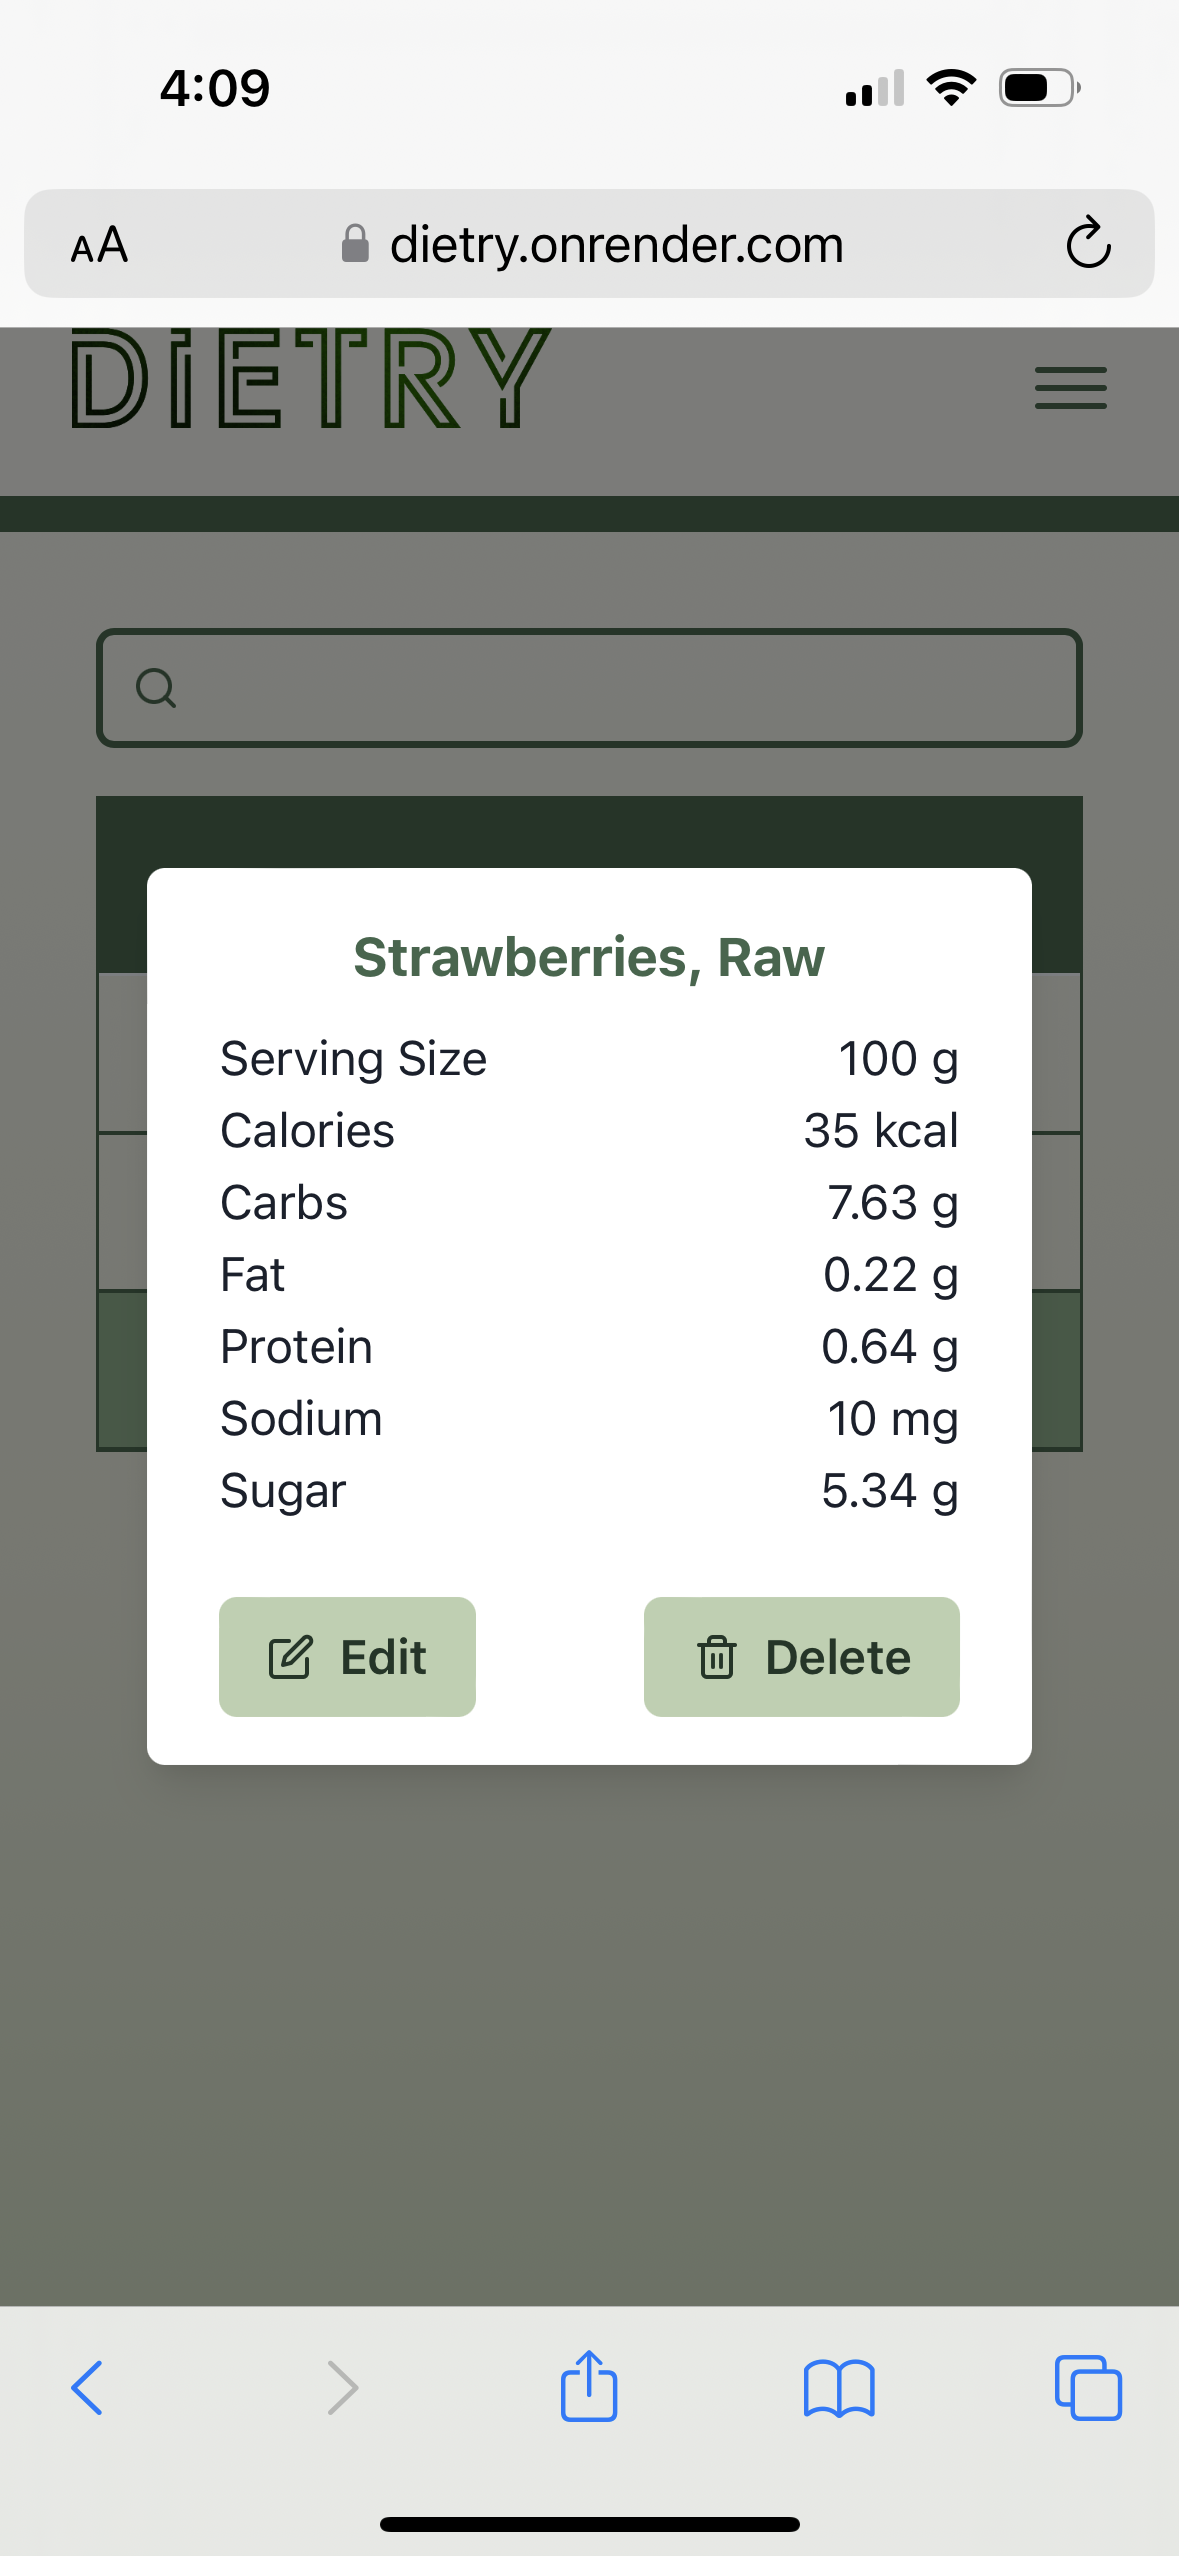 4:09
AA dietry.onrender.com
DiETRY
Strawberries, Raw
Serving Size 100 g
Calories 35 kcal
Carbs 7.63 g
Fat 0.22 g
Protein 0.64 g
Sodium 10 mg
Sugar 5.34 g
Edit Delete